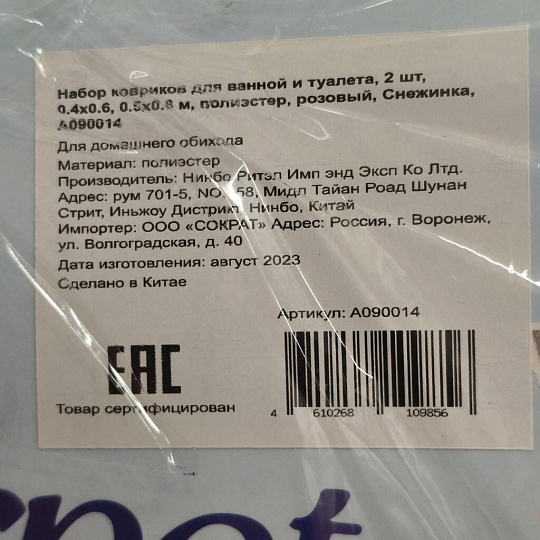 Набор ковриков для ванной и туалета, 2 шт,
0.4х0.6, 0.5х0.8 м, полиэстер, розовый, Снежинка,
А090014
Для домашнего обихода
Материал: полиэстер
Производитель: Нинбо Ритэл Имп энд Эксп Ко Лтд.
Адрес: рум 701-5, NO. 58, Мидл Тайан Роад Шунан
Стрит, Иньжоу Дистрикт, Нинбо, Китай
Импортер: ООО «СОКРАТ» Адрес: Россия, г. Воронеж,
ул. Волгоградская, д. 40
Дата изготовления: август 2023
Сделано в Китае
Артикул: А090014
EAC
Товар сертифицирован
4 610268 109856